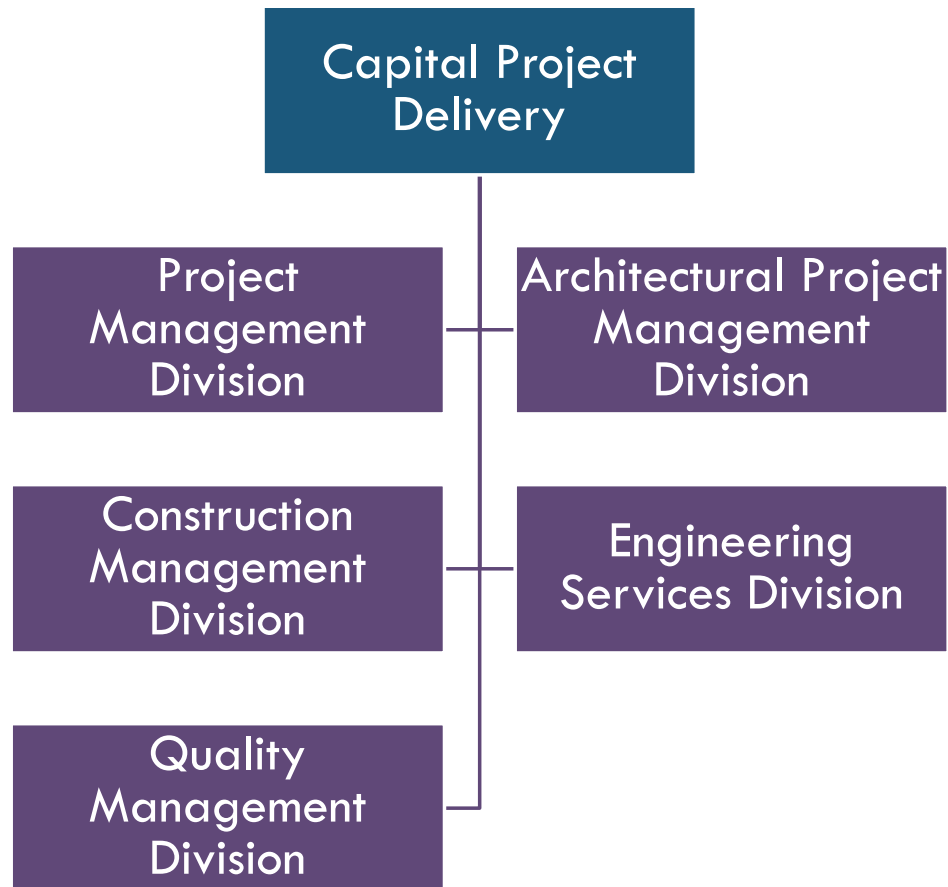 Capital Project
Delivery
Project
Management
Division
Architectural Project
Management
Division
Construction
Management
Division
Engineering
Services Division
Quality
Management
Division